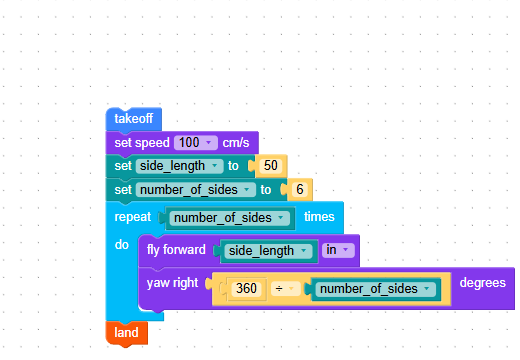 takeoff
set speed 100 cm/s
set side_length to 50
set number_of_sides to 6
repeat number_of_sides times
do fly forward side_length in
yaw right 360 ÷ number_of_sides degrees
land